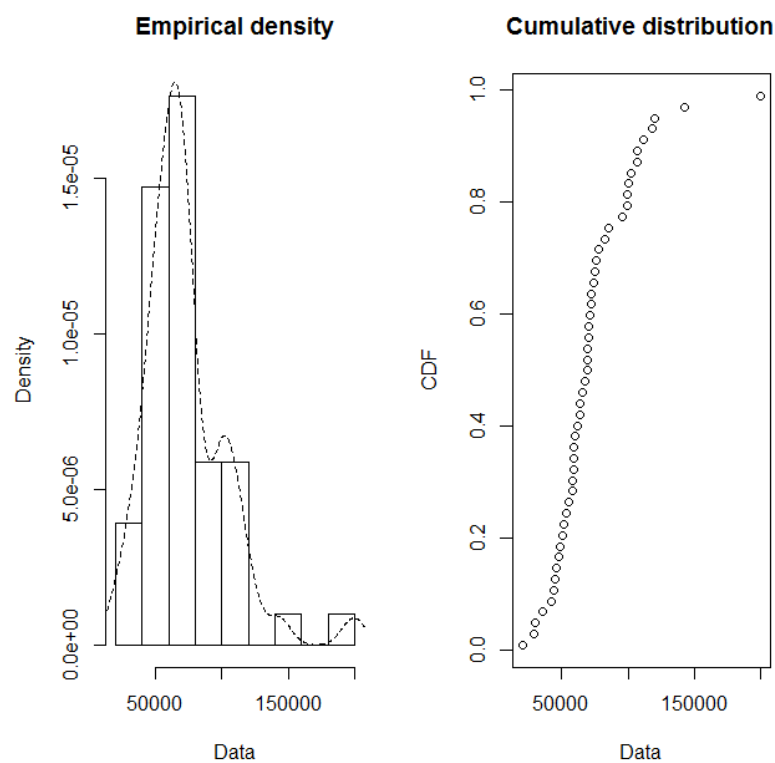 Empirical density
Density
0.0e+00
5.0e-06
1.0e-05
1.5e-05
50000
150000
Data
Cumulative distribution
CDF
0.0
0.2
0.4
0.6
0.8
1.0
50000
150000
Data